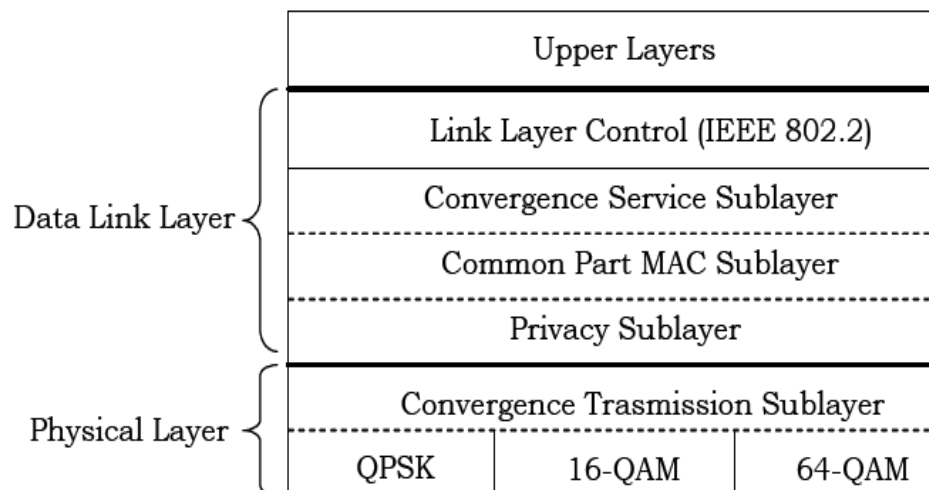 Upper Layers
Link Layer Control (IEEE 802.2)
Convergence Service Sublayer
Data Link Layer
Common Part MAC Sublayer
Privacy Sublayer
Convergence Trasmission Sublayer
Physical Layer
QPSK 16-QAM 64-QAM